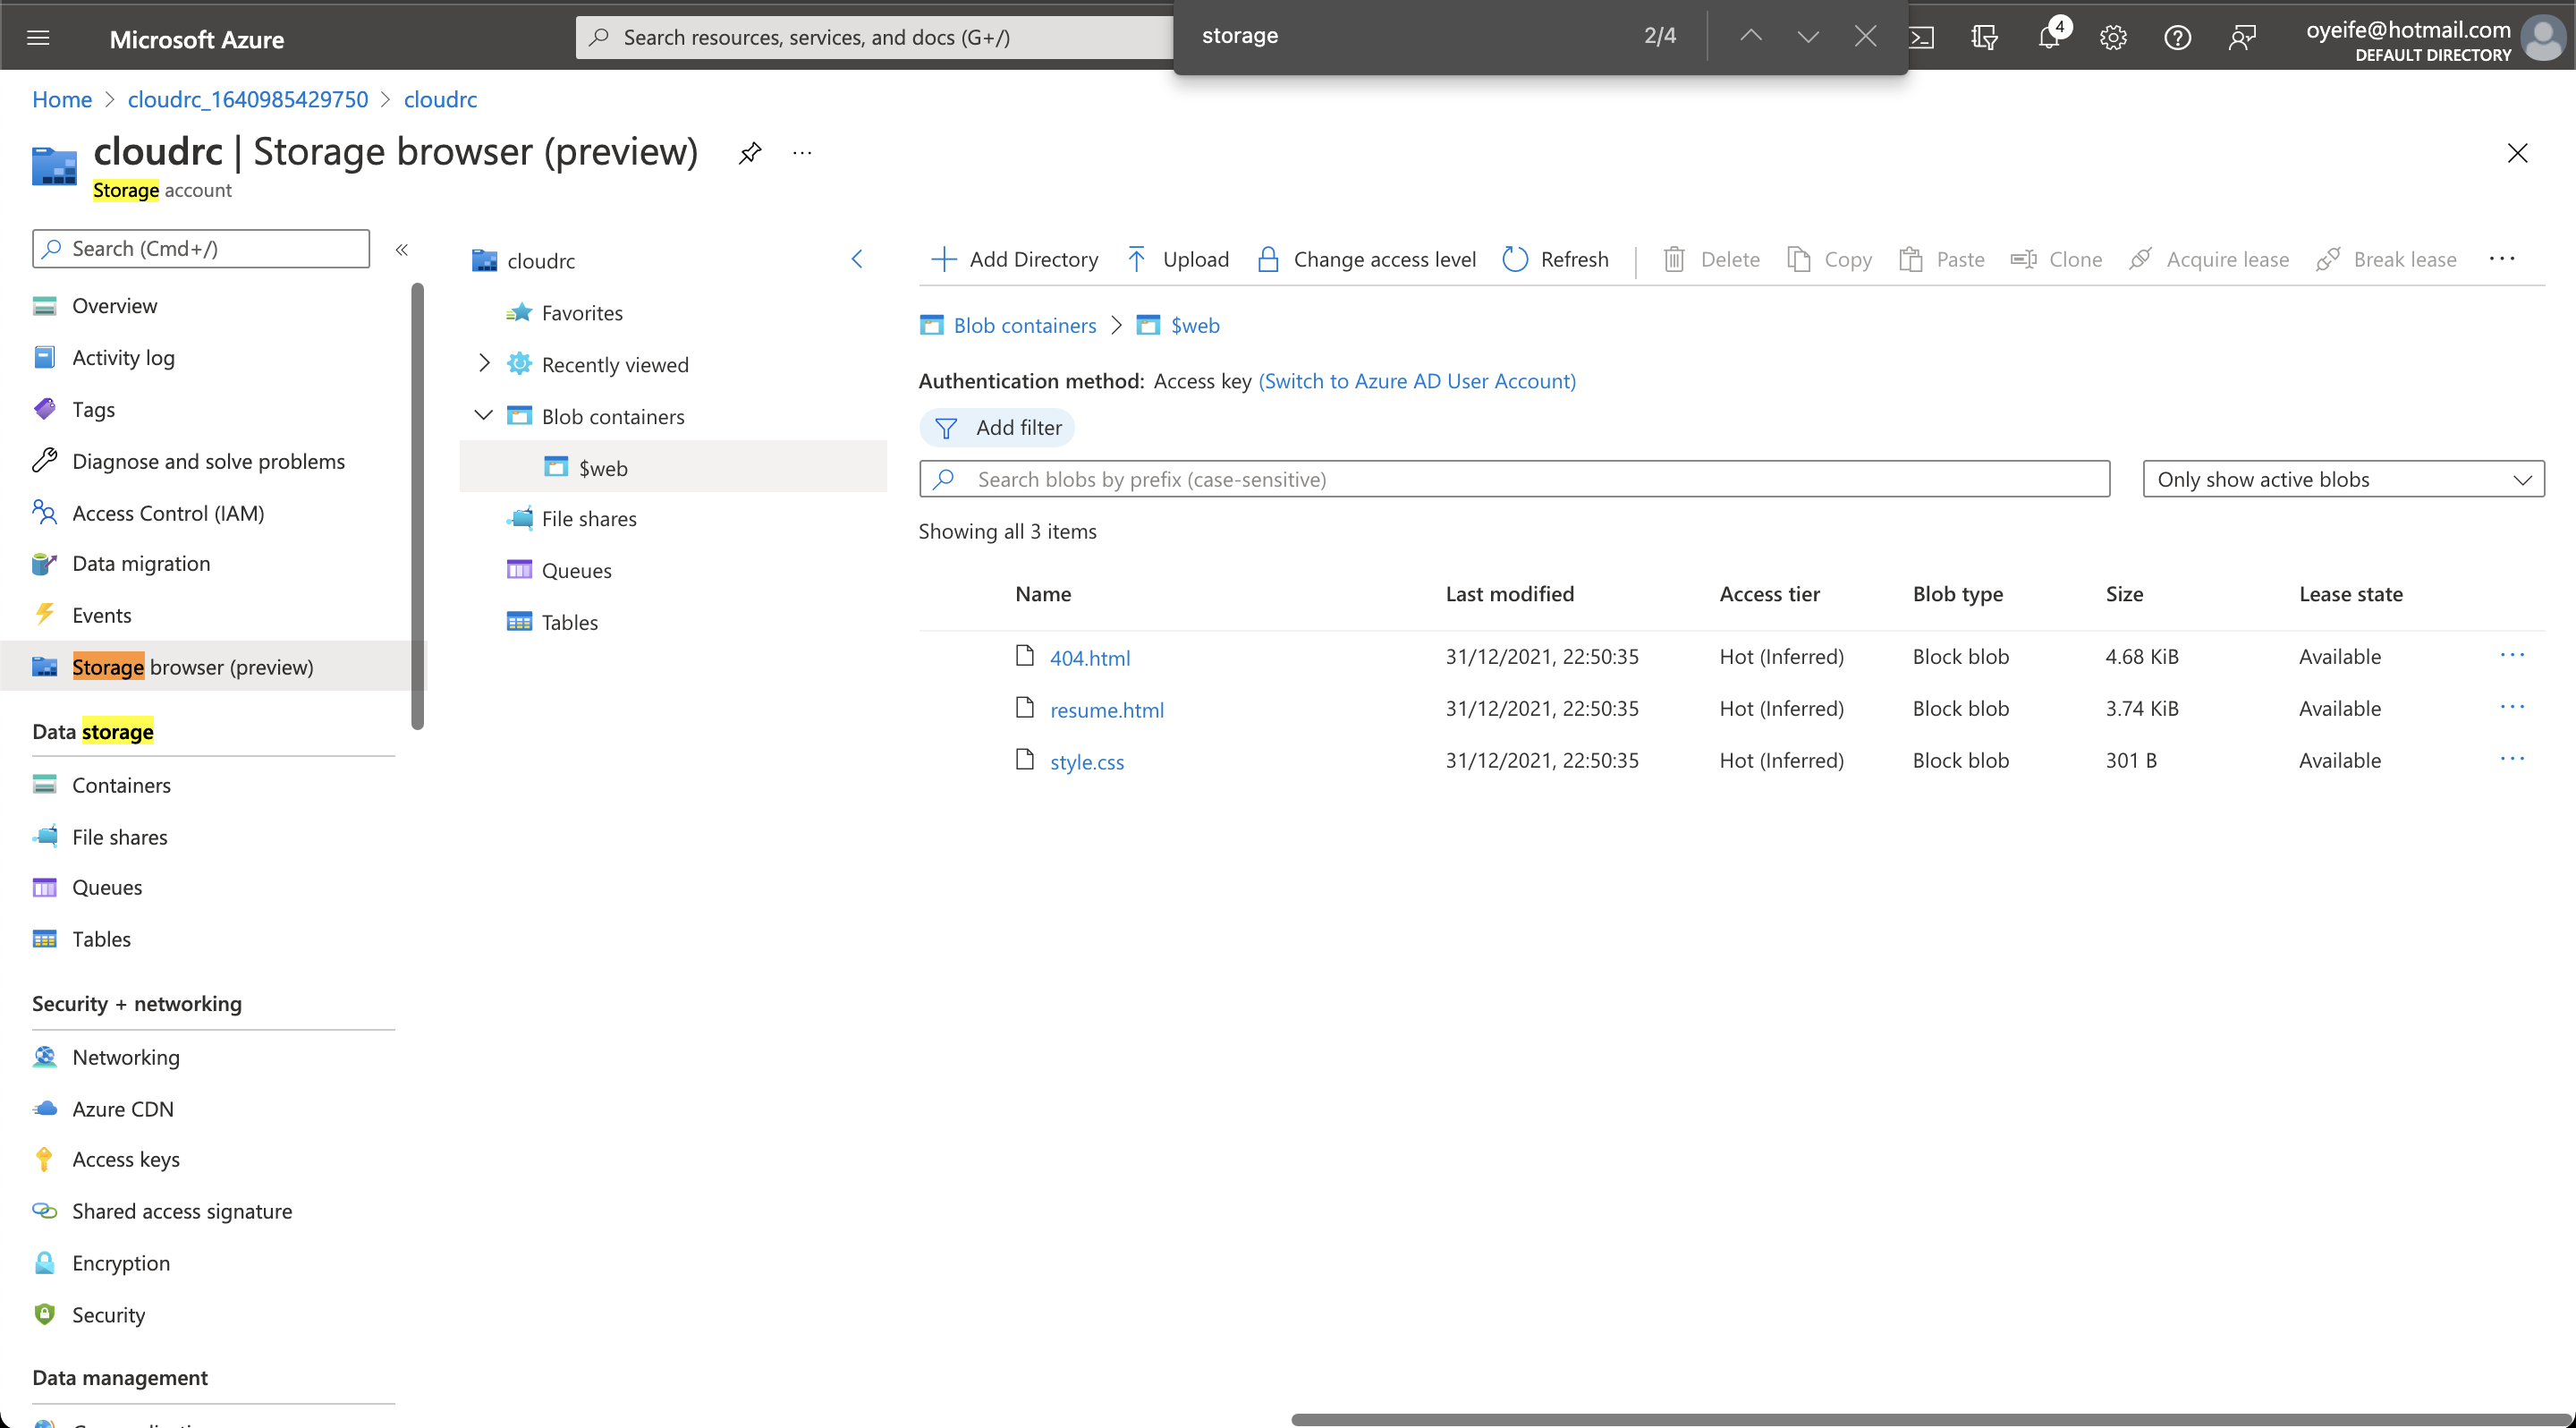 Microsoft Azure
Search resources, services, and docs (G+/)
storage
2/4
4
oyeife@hotmail.com
DEFAULT DIRECTORY
Home > cloudrc_1640985429750 > cloudrc
cloudrc | Storage browser (preview)
...
Storage account
Search (Cmd+/)
«
Overview
Activity log
Tags
Diagnose and solve problems
Access Control (IAM)
Data migration
Events
Storage browser (preview)
Data storage
Containers
File shares
Queues
Tables
Security + networking
Networking
Azure CDN
Access keys
Shared access signature
Encryption
Security
Data management
cloudrc
Favorites
Recently viewed
Blob containers
$web
File shares
Queues
Tables
Add Directory Upload Change access level Refresh Delete Copy Paste Clone Acquire lease Break lease ...
Blob containers > $web
Authentication method: Access key (Switch to Azure AD User Account)
Add filter
Search blobs by prefix (case-sensitive)
Only show active blobs
Showing all 3 items
Name Last modified Access tier Blob type Size Lease state
404.html 31/12/2021, 22:50:35 Hot (Inferred) Block blob 4.68 KiB Available ...
resume.html 31/12/2021, 22:50:35 Hot (Inferred) Block blob 3.74 KiB Available ...
style.css 31/12/2021, 22:50:35 Hot (Inferred) Block blob 301 B Available ...